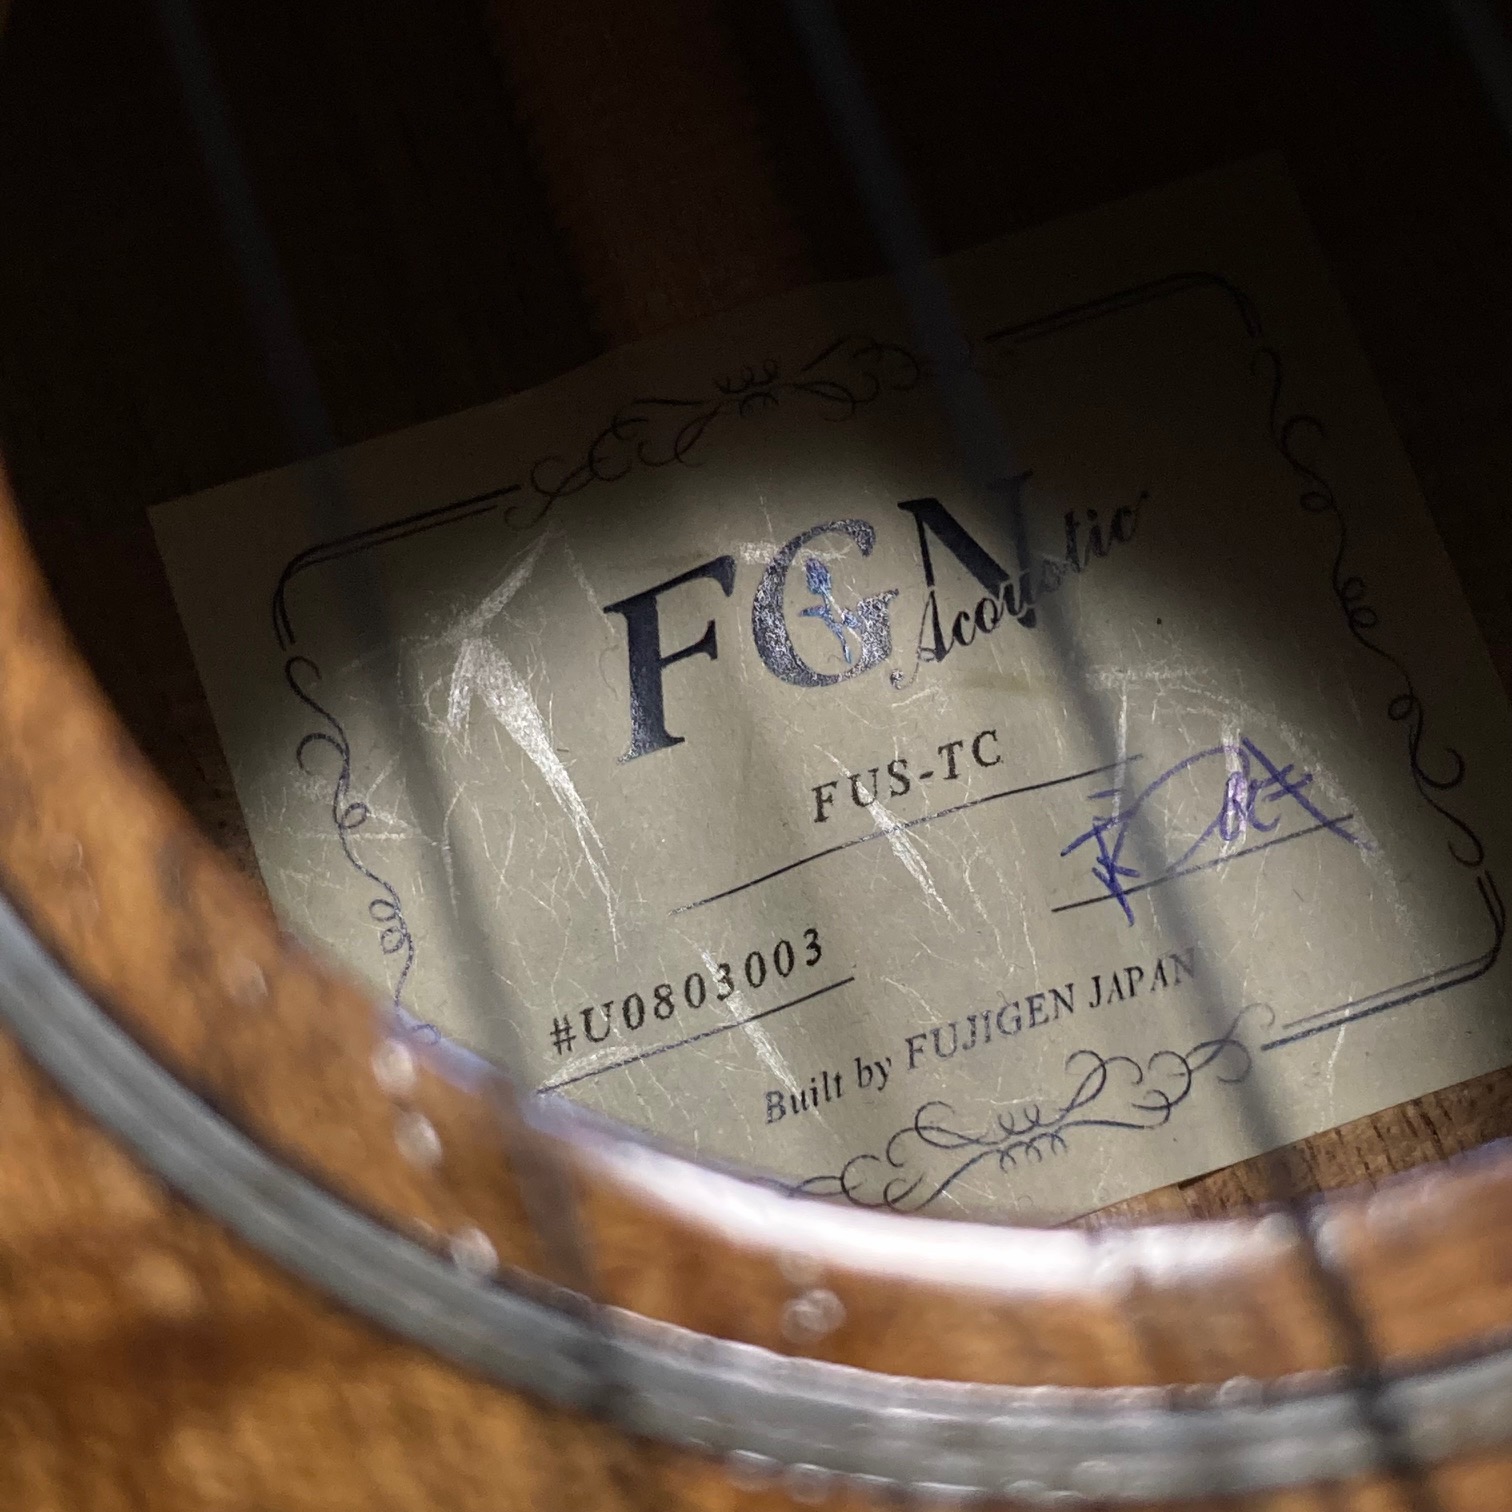 FGN
Acoustic
FUS-TC
#U0803003
Built by FUJIGEN JAPAN